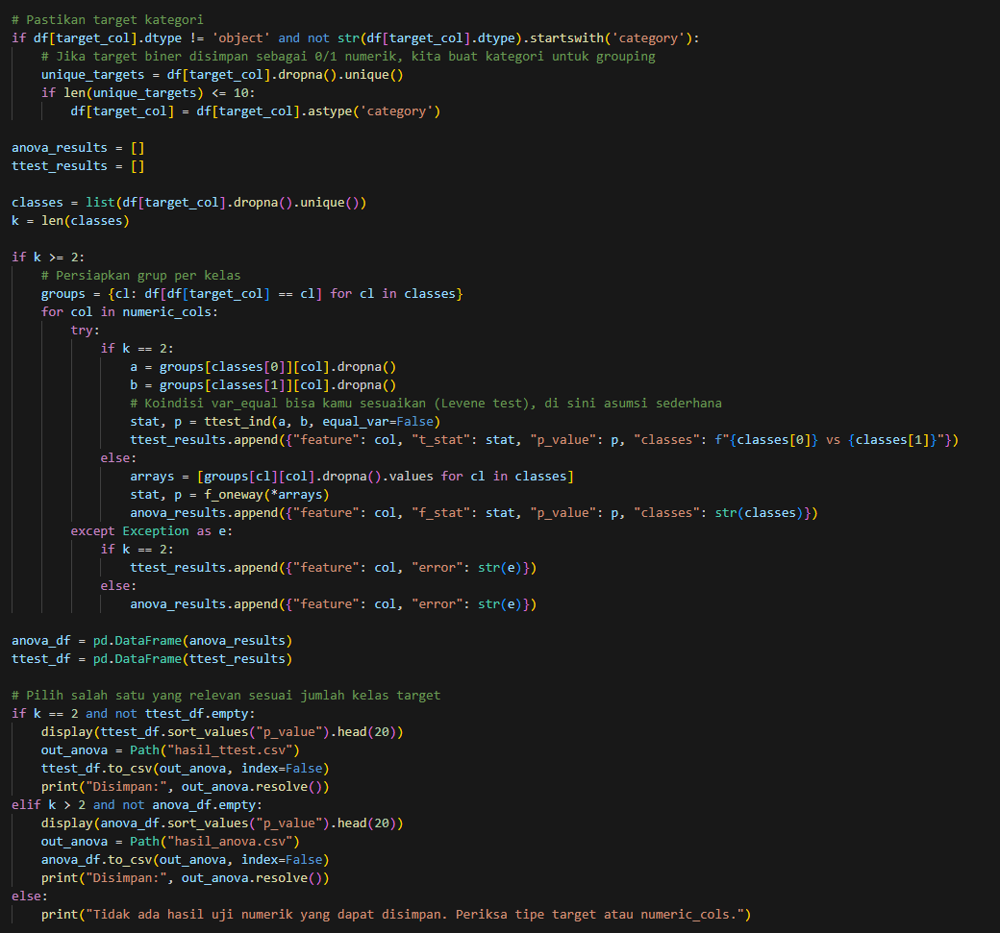 # Pastikan target kategori
if df[target_col].dtype != 'object' and not str(df[target_col].dtype).startswith('category'):
    # Jika target biner disimpan sebagai 0/1 numerik, kita buat kategori untuk grouping
    unique_targets = df[target_col].dropna().unique()
    if len(unique_targets) <= 10:
        df[target_col] = df[target_col].astype('category')

anova_results = []
ttest_results = []

classes = list(df[target_col].dropna().unique())
k = len(classes)

if k >= 2:
    # Persiapkan grup per kelas
    groups = {cl: df[df[target_col] == cl] for cl in classes}
    for col in numeric_cols:
        try:
            if k == 2:
                a = groups[classes[0]][col].dropna()
                b = groups[classes[1]][col].dropna()
                # Koindisi var_equal bisa kamu sesuaikan (Levene test), di sini asumsi sederhana
                stat, p = ttest_ind(a, b, equal_var=False)
                ttest_results.append({"feature": col, "t_stat": stat, "p_value": p, "classes": f"{classes[0]} vs {classes[1]}"})
            else:
                arrays = [groups[cl][col].dropna().values for cl in classes]
                stat, p = f_oneway(*arrays)
                anova_results.append({"feature": col, "f_stat": stat, "p_value": p, "classes": str(classes)})
        except Exception as e:
            if k == 2:
                ttest_results.append({"feature": col, "error": str(e)})
            else:
                anova_results.append({"feature": col, "error": str(e)})

anova_df = pd.DataFrame(anova_results)
ttest_df = pd.DataFrame(ttest_results)

# Pilih salah satu yang relevan sesuai jumlah kelas target
if k == 2 and not ttest_df.empty:
    display(ttest_df.sort_values("p_value").head(20))
    out_anova = Path("hasil_ttest.csv")
    ttest_df.to_csv(out_anova, index=False)
    print("Disimpan:", out_anova.resolve())
elif k > 2 and not anova_df.empty:
    display(anova_df.sort_values("p_value").head(20))
    out_anova = Path("hasil_anova.csv")
    anova_df.to_csv(out_anova, index=False)
    print("Disimpan:", out_anova.resolve())
else:
    print("Tidak ada hasil uji numerik yang dapat disimpan. Periksa tipe target atau numeric_cols.")